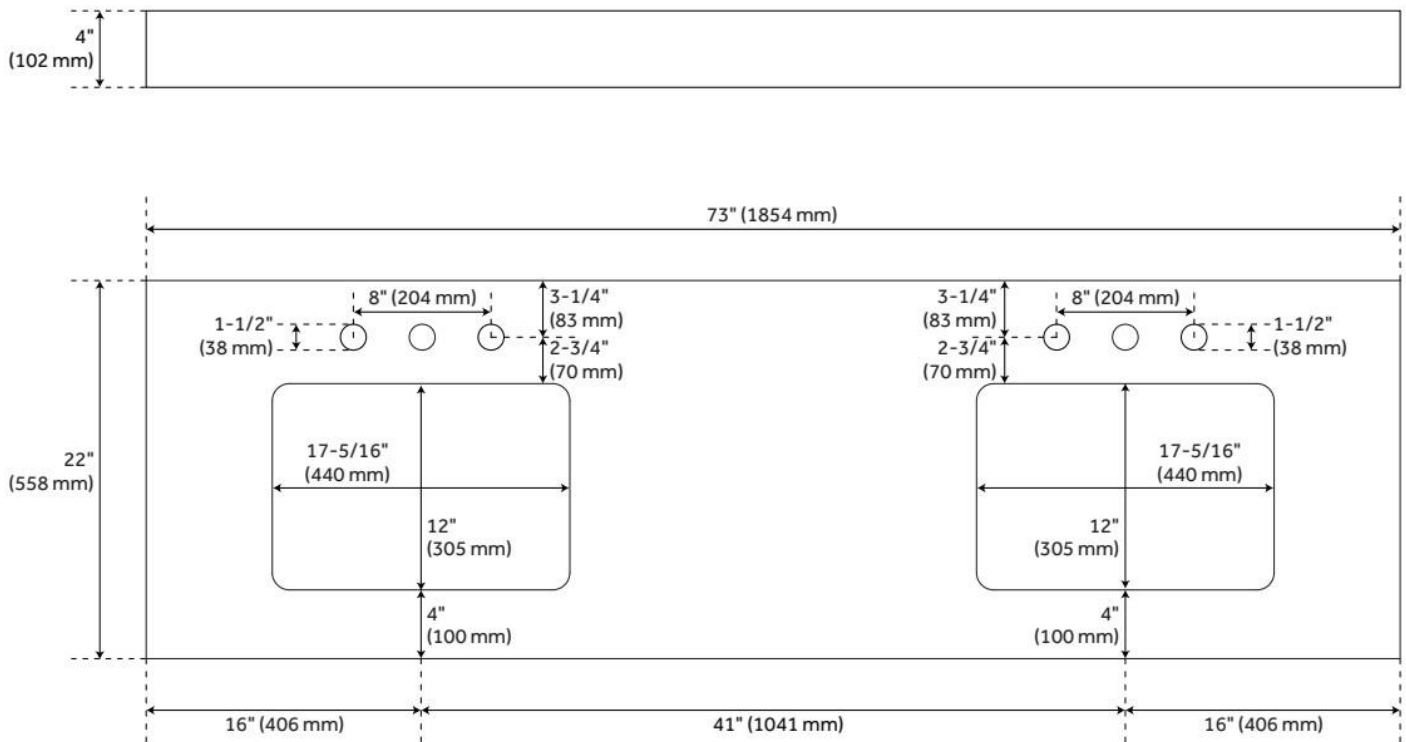 4"
(102 mm)
73" (1854 mm)
8" (204 mm)
3-1/4"
(83 mm)
3-1/4"
(83 mm)
8" (204 mm)
1-1/2"
(38 mm)
2-3/4"
(70 mm)
2-3/4"
(70 mm)
1-1/2"
(38 mm)
22"
(558 mm)
17-5/16"
(440 mm)
17-5/16"
(440 mm)
12"
(305 mm)
12"
(305 mm)
4"
(100 mm)
4"
(100 mm)
16" (406 mm)
41" (1041 mm)
16" (406 mm)